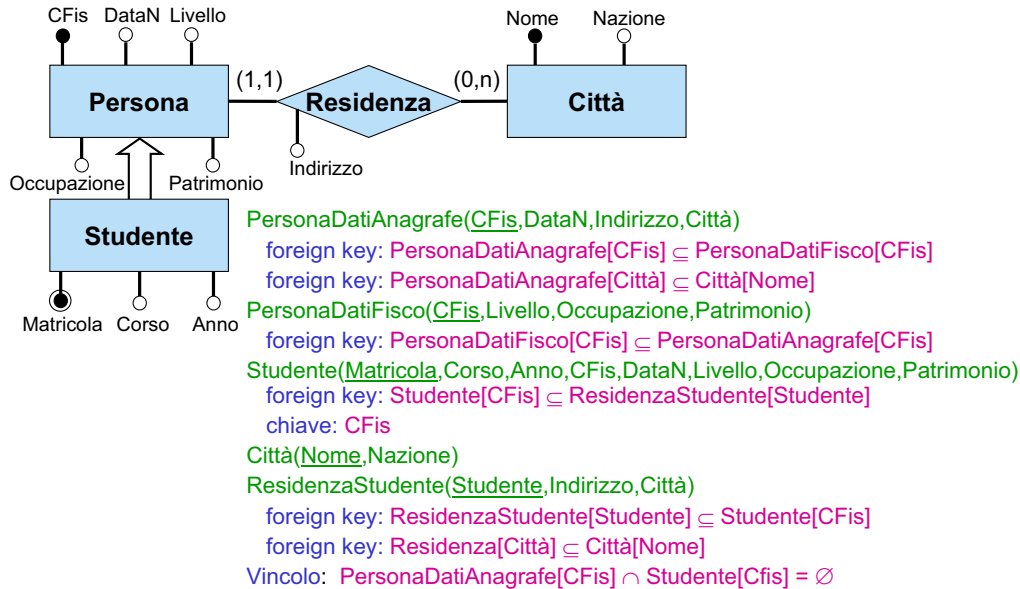 CFis DataN Livello
Nome Nazione
Persona
(1,1)
Residenza
(0,n)
Città
Indirizzo
Occupazione Patrimonio
Studente
Matricola Corso Anno
PersonaDatiAnagrafe(CFis,DataN,Indirizzo,Città)
foreign key: PersonaDatiAnagrafe[CFis] ⊆ PersonaDatiFisco[CFis]
foreign key: PersonaDatiAnagrafe[Città] ⊆ Città[Nome]
PersonaDatiFisco(CFis,Livello,Occupazione,Patrimonio)
foreign key: PersonaDatiFisco[CFis] ⊆ PersonaDatiAnagrafe[CFis]
Studente(Matricola,Corso,Anno,CFis,DataN,Livello,Occupazione,Patrimonio)
foreign key: Studente[CFis] ⊆ ResidenzaStudente[Studente]
chiave: CFis
Città(Nome,Nazione)
ResidenzaStudente(Studente,Indirizzo,Città)
foreign key: ResidenzaStudente[Studente] ⊆ Studente[CFis]
foreign key: Residenza[Città] ⊆ Città[Nome]
Vincolo: PersonaDatiAnagrafe[CFis] ∩ Studente[Cfis] = ∅